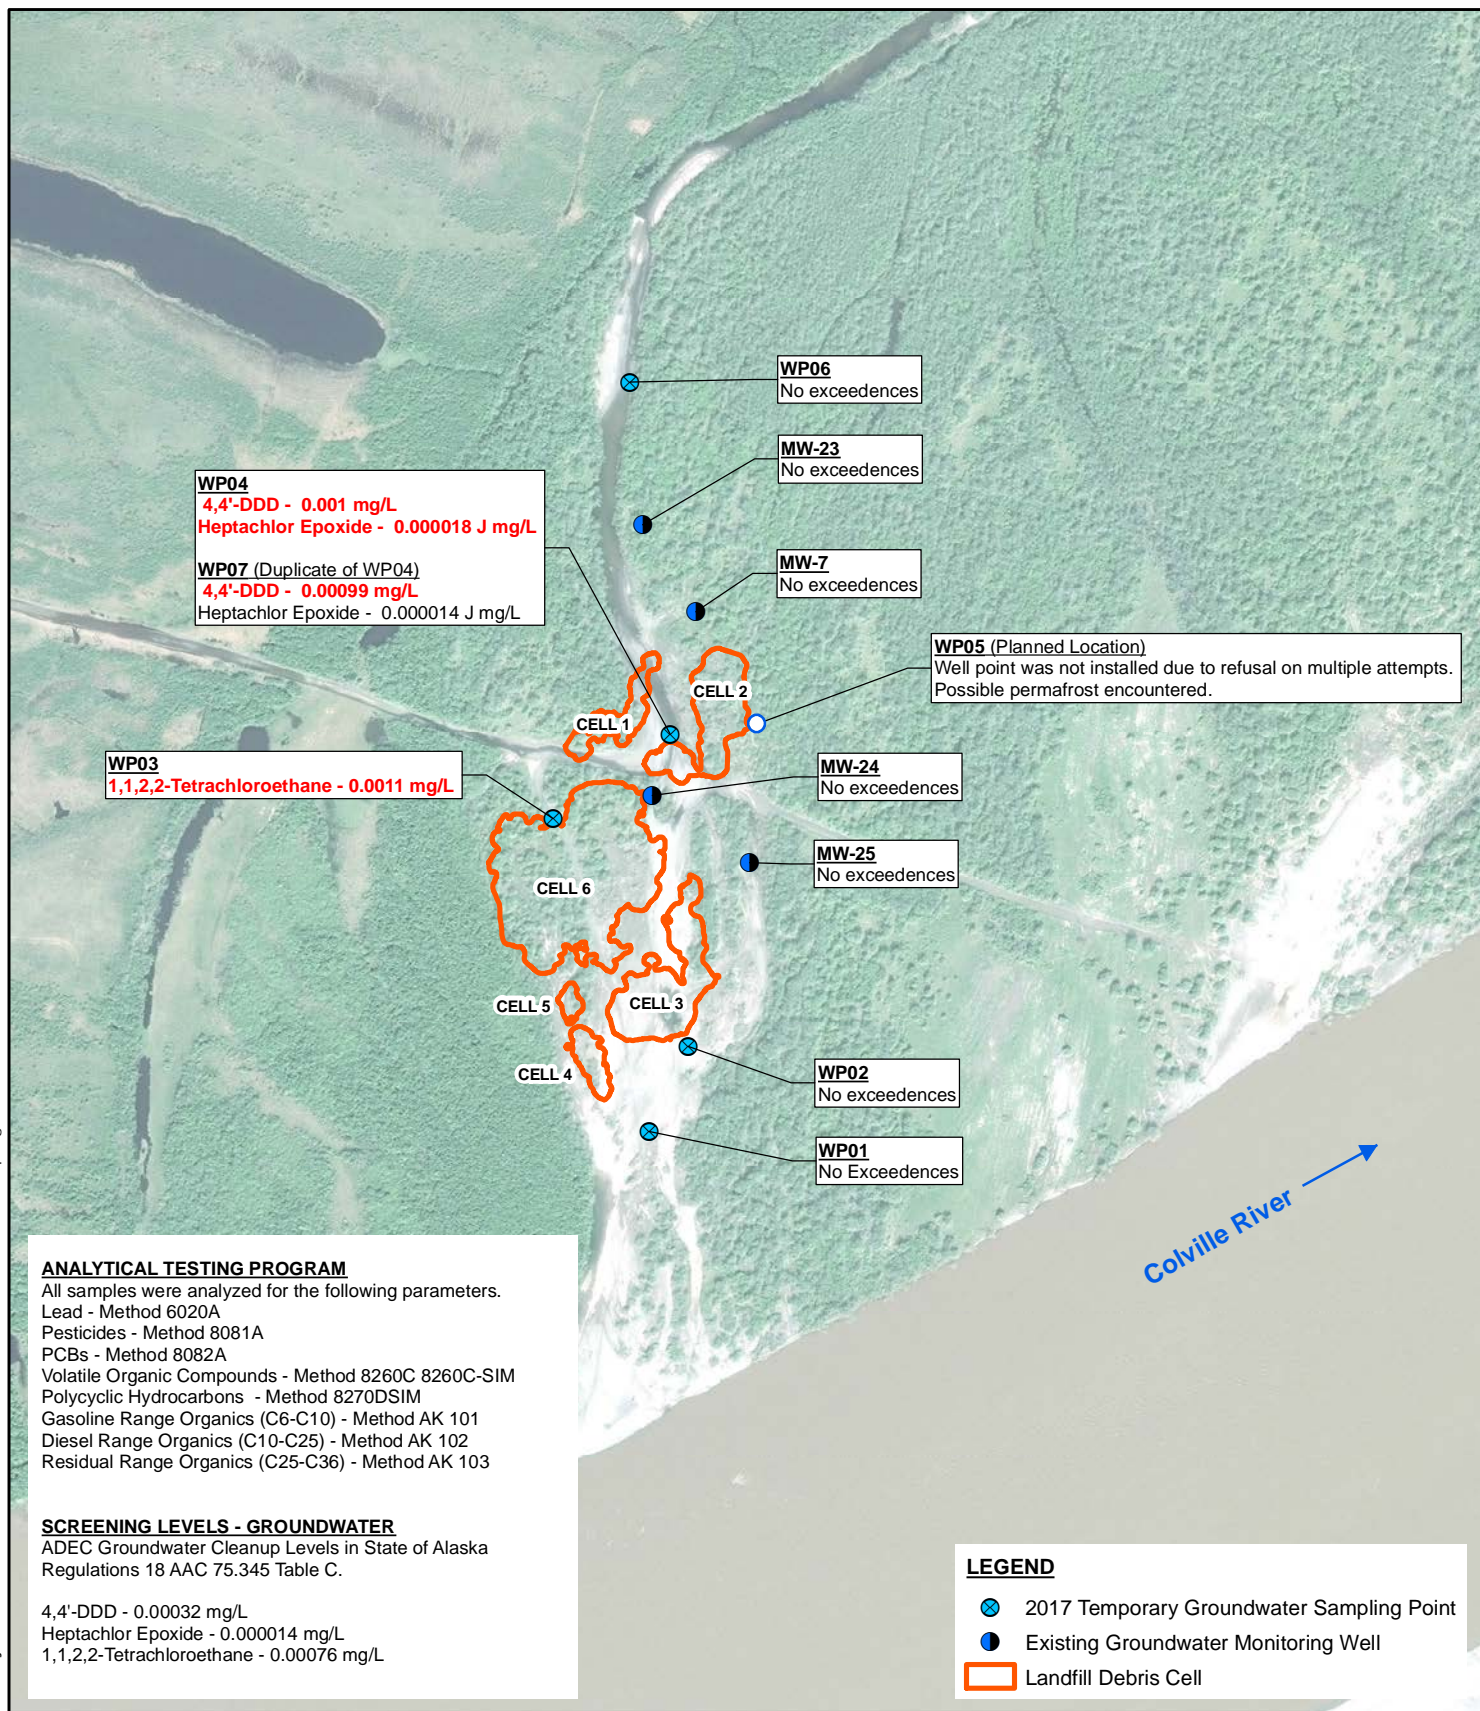 WP06
No exceedences
MW-23
No exceedences
WP04
4,4'-DDD - 0.001 mg/L
Heptachlor Epoxide - 0.000018 J mg/L
WP07 (Duplicate of WP04)
4,4'-DDD - 0.00099 mg/L
Heptachlor Epoxide - 0.000014 J mg/L
MW-7
No exceedences
WP05 (Planned Location)
Well point was not installed due to refusal on multiple attempts.
Possible permafrost encountered.
CELL 2
CELL 1
WP03
1,1,2,2-Tetrachloroethane - 0.0011 mg/L
MW-24
No exceedences
MW-25
No exceedences
CELL 6
CELL 5
CELL 3
CELL 4
WP02
No exceedences
WP01
No Exceedences
Colville River
ANALYTICAL TESTING PROGRAM
All samples were analyzed for the following parameters.
Lead - Method 6020A
Pesticides - Method 8081A
PCBs - Method 8082A
Volatile Organic Compounds - Method 8260C 8260C-SIM
Polycyclic Hydrocarbons - Method 8270DSIM
Gasoline Range Organics (C6-C10) - Method AK 101
Diesel Range Organics (C10-C25) - Method AK 102
Residual Range Organics (C25-C36) - Method AK 103
SCREENING LEVELS - GROUNDWATER
ADEC Groundwater Cleanup Levels in State of Alaska
Regulations 18 AAC 75.345 Table C.
4,4'-DDD - 0.00032 mg/L
Heptachlor Epoxide - 0.000014 mg/L
1,1,2,2-Tetrachloroethane - 0.00076 mg/L
LEGEND
2017 Temporary Groundwater Sampling Point
Existing Groundwater Monitoring Well
Landfill Debris Cell